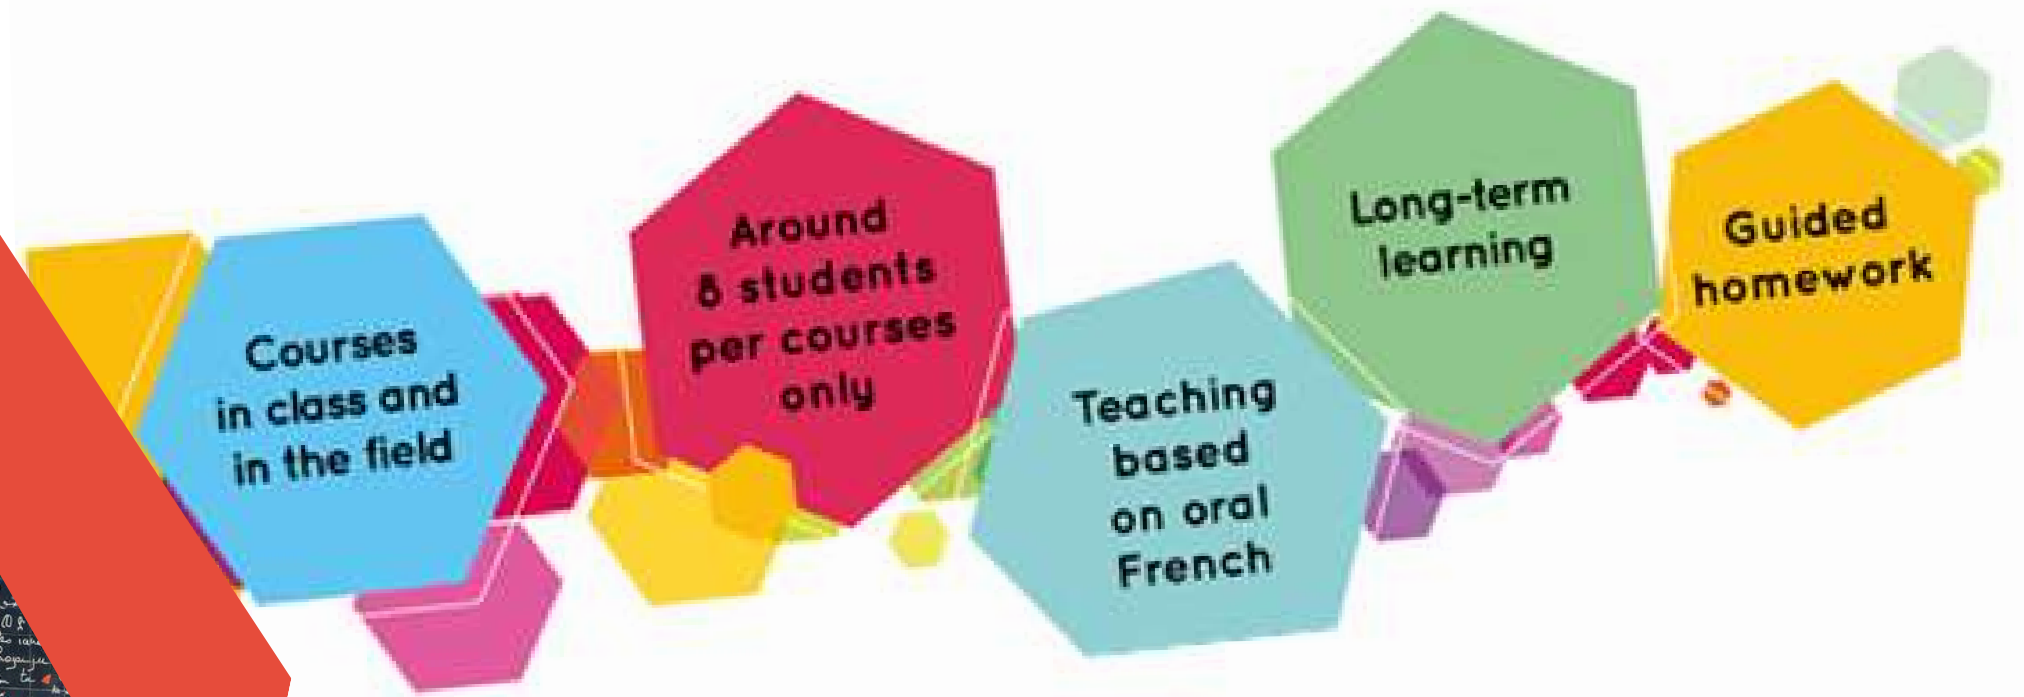 Courses
in class and
in the field
Around
8 students
per courses
only
Teaching
based
on oral
French
Long-term
learning
Guided
homework